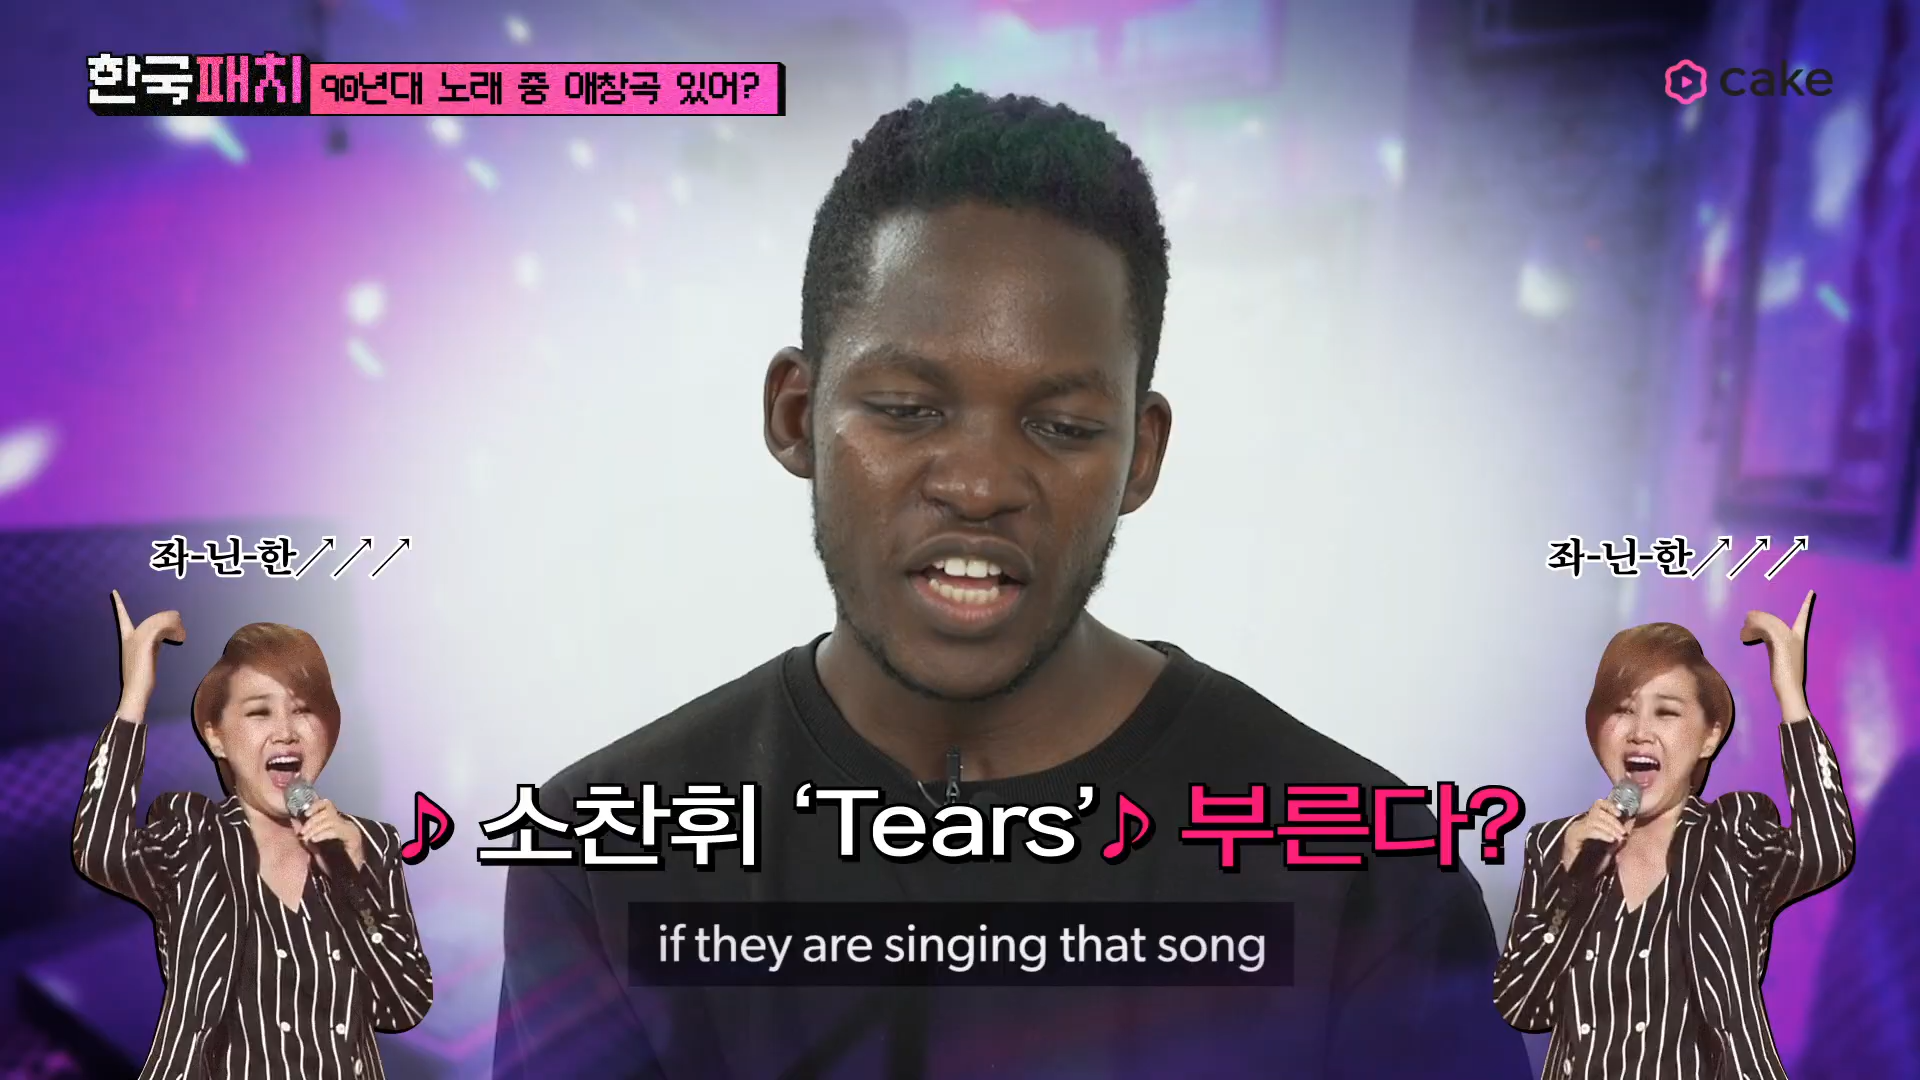 한국패치 90년대 노래 중 애창곡 있어?
cake
좌-닌-한↗↗↗
좌-닌-한↗↗↗
♪ 소찬휘 ‘Tears’♪ 부른다?
if they are singing that song